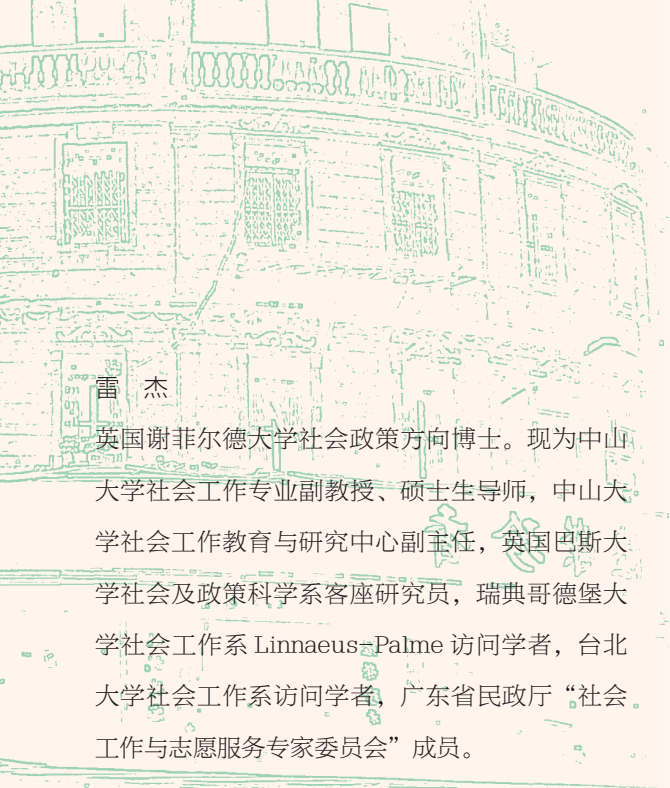 雷　杰
英国谢菲尔德大学社会政策方向博士。现为中山
大学社会工作专业副教授、硕士生导师，中山大
学社会工作教育与研究中心副主任，英国巴斯大
学社会及政策科学系客座研究员，瑞典哥德堡大
学社会工作系 Linnaeus-Palme 访问学者，台北
大学社会工作系访问学者，广东省民政厅“社会
工作与志愿服务专家委员会”成员。